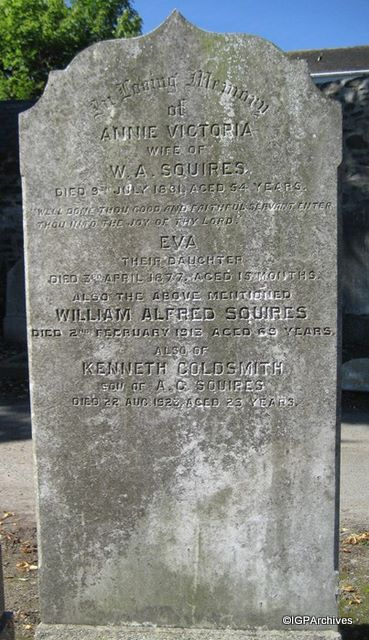 In Loving Memory
of
ANNIE VICTORIA
WIFE OF
W. A. SQUIRES.
DIED 9TH JULY 1891, AGED 54 YEARS.
"WELL DONE THOU GOOD AND FAITHFUL SERVANT ENTER
THOU INTO THE JOY OF THY LORD."
EVA
THEIR DAUGHTER
DIED 3RD APRIL 1877, AGED 15 MONTHS.
ALSO THE ABOVE MENTIONED
WILLIAM ALFRED SQUIRES
DIED 2ND FEBRUARY 1913 AGED 69 YEARS.
ALSO OF
KENNETH GOLDSMITH
SON OF A. G. SQUIRES
DIED 22 AUG. 1923, AGED 23 YEARS.
©IGPArchives